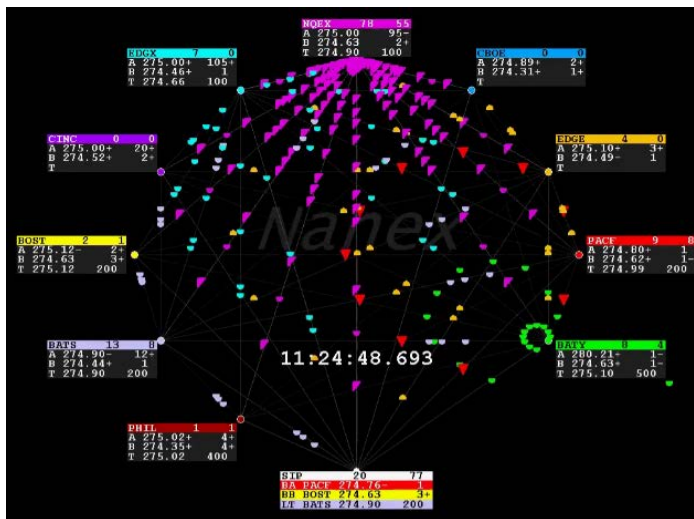 NQEX 78 55
A 275.00 95-
B 274.63 2+
T 274.90 100
EDGX 7 0
A 275.00+ 105+
B 274.46+ 1
T 274.66 100
CBOE 0 0
A 274.89+ 2+
B 274.31+ 1+
T
CINC 0 0
A 275.00+ 20+
B 274.52+ 2+
T
EDGE 4 0
A 275.10+ 3+
B 274.49- 1
T
Nanex
BOST 2 1
A 275.12- 2+
B 274.63 3+
T 275.12 200
PACF 9 8
A 274.80+ 1
B 274.62+ 1-
T 274.99 200
BATS 13 8
A 274.90- 12+
B 274.44+ 1
T 274.90 200
11:24:48.693
BATY 8 4
A 280.21+ 1-
B 274.63+ 1-
T 275.10 500
PHIL 1 1
A 275.02+ 4+
B 274.35+ 4+
T 275.02 400
SIP 20 77
BA PACF 274.76- 1
BB BOST 274.63 3+
LT BATS 274.90 200